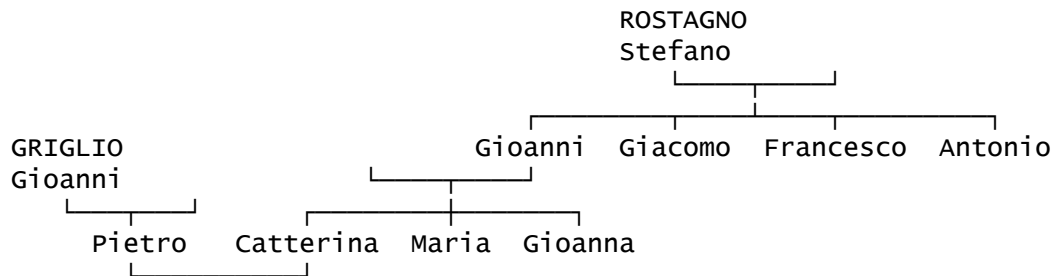 ROSTAGNO
Stefano
Gioanni Giacomo Francesco Antonio
GRIGLIO
Gioanni
Pietro Catterina Maria Gioanna